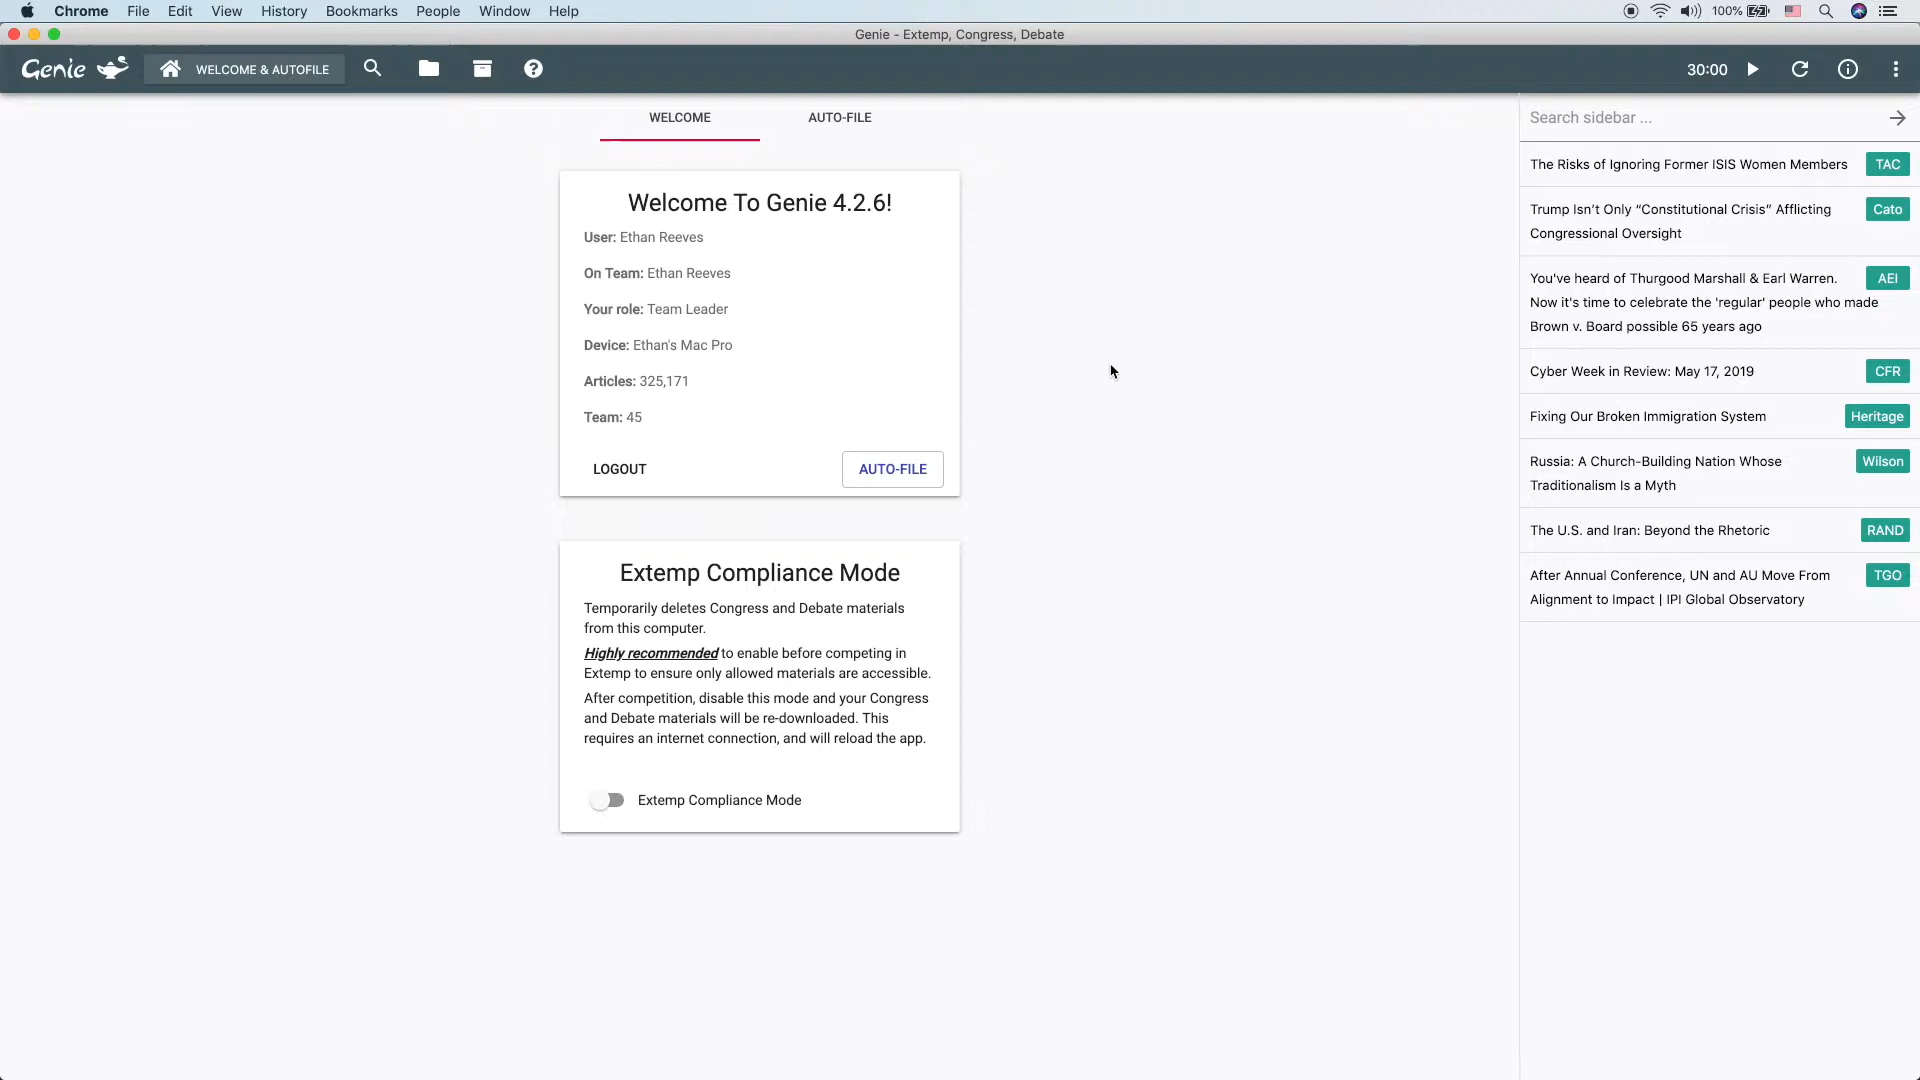 Chrome File Edit View History Bookmarks People Window Help 100%
Genie - Extemp, Congress, Debate
Genie WELCOME & AUTOFILE 30:00
WELCOME AUTO-FILE
Welcome To Genie 4.2.6!
User: Ethan Reeves
On Team: Ethan Reeves
Your role: Team Leader
Device: Ethan's Mac Pro
Articles: 325,171
Team: 45
LOGOUT AUTO-FILE
Extemp Compliance Mode
Temporarily deletes Congress and Debate materials
from this computer.
Highly recommended to enable before competing in
Extemp to ensure only allowed materials are accessible.
After competition, disable this mode and your Congress
and Debate materials will be re-downloaded. This
requires an internet connection, and will reload the app.
Extemp Compliance Mode
Search sidebar ...
The Risks of Ignoring Former ISIS Women Members TAC
Trump Isn’t Only “Constitutional Crisis” Afflicting Cato
Congressional Oversight
You've heard of Thurgood Marshall & Earl Warren. AEI
Now it's time to celebrate the 'regular' people who made
Brown v. Board possible 65 years ago
Cyber Week in Review: May 17, 2019 CFR
Fixing Our Broken Immigration System Heritage
Russia: A Church-Building Nation Whose Wilson
Traditionalism Is a Myth
The U.S. and Iran: Beyond the Rhetoric RAND
After Annual Conference, UN and AU Move From TGO
Alignment to Impact | IPI Global Observatory